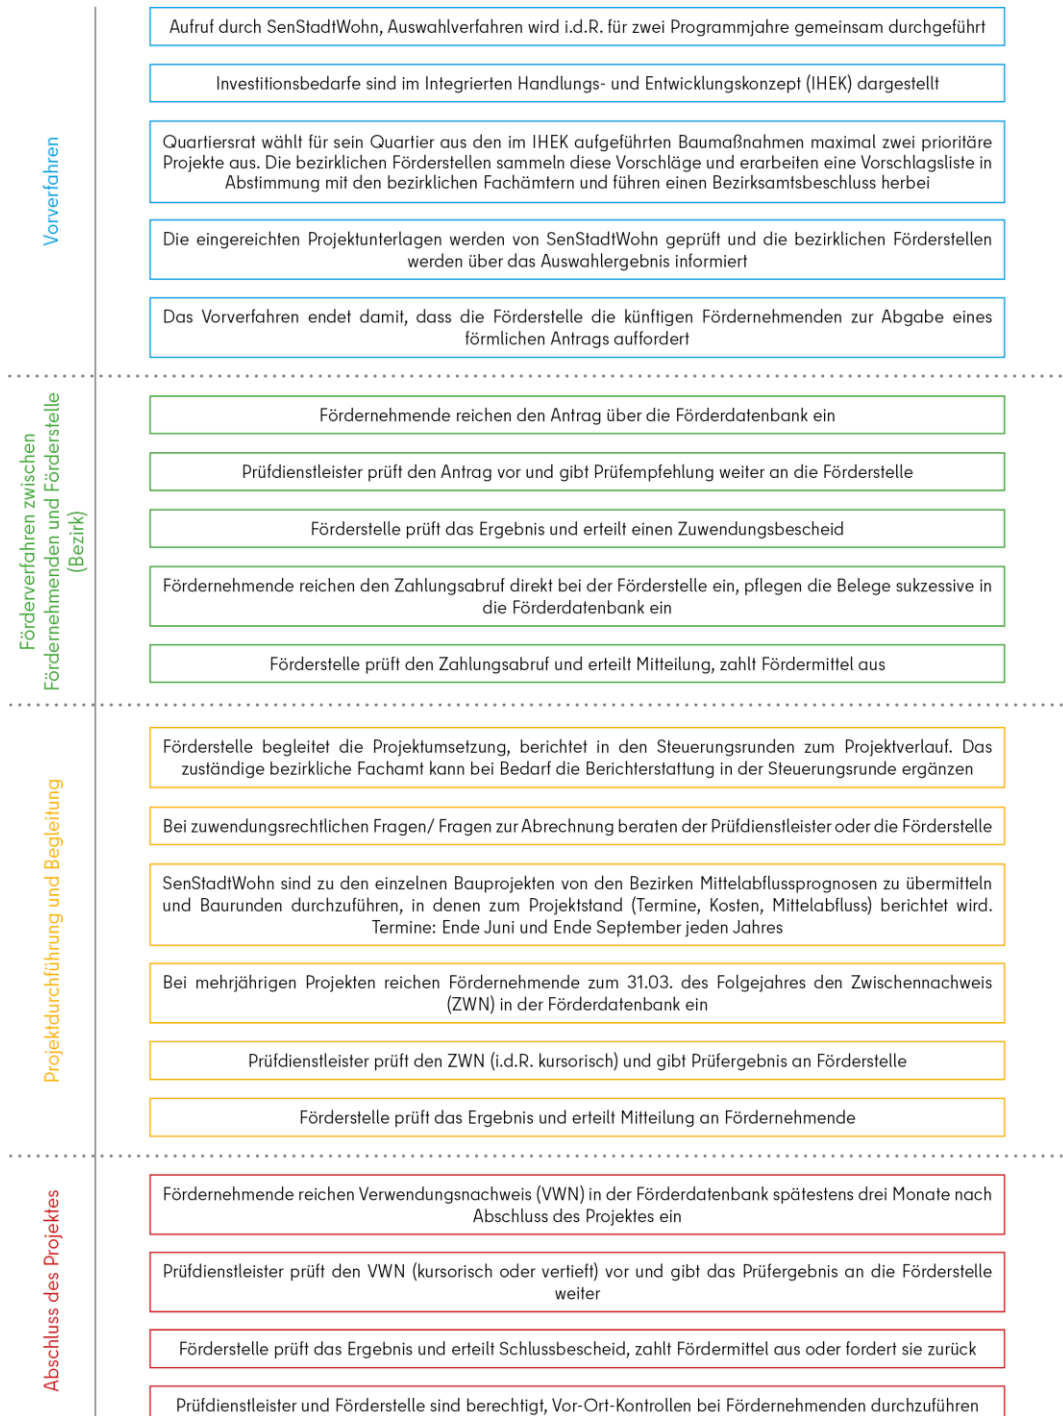 Vorverfahren
Aufruf durch SenStadtWohn, Auswahlverfahren wird i.d.R. für zwei Programmjahre gemeinsam durchgeführt
Investitionsbedarfe sind im Integrierten Handlungs- und Entwicklungskonzept (IHEK) dargestellt
Quartiersrat wählt für sein Quartier aus den im IHEK aufgeführten Baumaßnahmen maximal zwei prioritäre
Projekte aus. Die bezirklichen Förderstellen sammeln diese Vorschläge und erarbeiten eine Vorschlagsliste in
Abstimmung mit den bezirklichen Fachämtern und führen einen Bezirksamtsbeschluss herbei
Die eingereichten Projektunterlagen werden von SenStadtWohn geprüft und die bezirklichen Förderstellen
werden über das Auswahlergebnis informiert
Das Vorverfahren endet damit, dass die Förderstelle die künftigen Fördernehmenden zur Abgabe eines
förmlichen Antrags auffordert
Förderverfahren zwischen
Fördernehmenden und Förderstelle
(Bezirk)
Fördernehmende reichen den Antrag über die Förderdatenbank ein
Prüfdienstleister prüft den Antrag vor und gibt Prüfempfehlung weiter an die Förderstelle
Förderstelle prüft das Ergebnis und erteilt einen Zuwendungsbescheid
Fördernehmende reichen den Zahlungsabruf direkt bei der Förderstelle ein, pflegen die Belege sukzessive in
die Förderdatenbank ein
Förderstelle prüft den Zahlungsabruf und erteilt Mitteilung, zahlt Fördermittel aus
Projektdurchführung und Begleitung
Förderstelle begleitet die Projektumsetzung, berichtet in den Steuerungsrunden zum Projektverlauf. Das
zuständige bezirkliche Fachamt kann bei Bedarf die Berichterstattung in der Steuerungsrunde ergänzen
Bei zuwendungsrechtlichen Fragen/ Fragen zur Abrechnung beraten der Prüfdienstleister oder die Förderstelle
SenStadtWohn sind zu den einzelnen Bauprojekten von den Bezirken Mittelabflussprognosen zu übermitteln
und Baurunden durchzuführen, in denen zum Projektstand (Termine, Kosten, Mittelabfluss) berichtet wird.
Termine: Ende Juni und Ende September jeden Jahres
Bei mehrjährigen Projekten reichen Fördernehmende zum 31.03. des Folgejahres den Zwischennachweis
(ZWN) in der Förderdatenbank ein
Prüfdienstleister prüft den ZWN (i.d.R. kursorisch) und gibt Prüfergebnis an Förderstelle
Förderstelle prüft das Ergebnis und erteilt Mitteilung an Fördernehmende
Abschluss des Projektes
Fördernehmende reichen Verwendungsnachweis (VWN) in der Förderdatenbank spätestens drei Monate nach
Abschluss des Projektes ein
Prüfdienstleister prüft den VWN (kursorisch oder vertieft) vor und gibt das Prüfergebnis an die Förderstelle
weiter
Förderstelle prüft das Ergebnis und erteilt Schlussbescheid, zahlt Fördermittel aus oder fordert sie zurück
Prüfdienstleister und Förderstelle sind berechtigt, Vor-Ort-Kontrollen bei Fördernehmenden durchzuführen